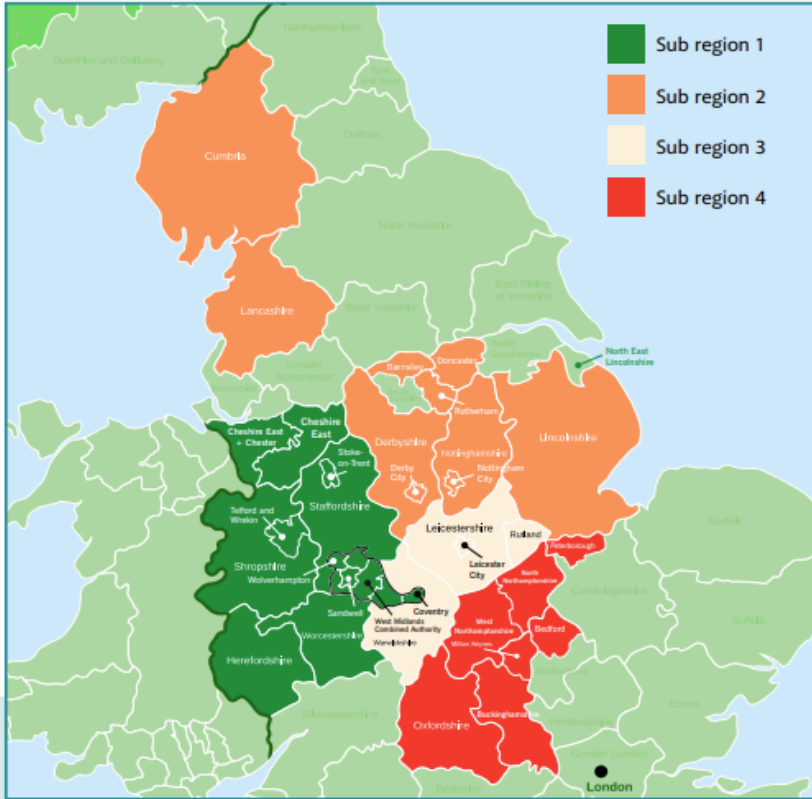 Sub region 1
Sub region 2
Sub region 3
Sub region 4
Northumberland
Dumfries and Galloway
Cumbria
Durham
North Yorkshire
East Riding
of Yorkshire
Lancashire
West Yorkshire
North
Lincolnshire
North East
Lincolnshire
Greater
Manchester
Merseyside
Barnsley
Doncaster
Rotherham
Cheshire East
+ Chester
Cheshire
East
Derbyshire
Nottinghamshire
Lincolnshire
Stoke-
on-Trent
Derby
City
Nottingham
City
Staffordshire
Telford and
Wrekin
Leicestershire
Rutland
Leicester
City
Peterborough
Norfolk
Shropshire
Wolverhampton
North
Northamptonshire
Cambridgeshire
Sandwell
Coventry
West Midlands
Combined Authority
Warwickshire
West
Northamptonshire
Milton Keynes
Bedford
Suffolk
Worcestershire
Herefordshire
Gloucestershire
Oxfordshire
Buckinghamshire
Hertfordshire
Essex
Greater London
London
Berkshire